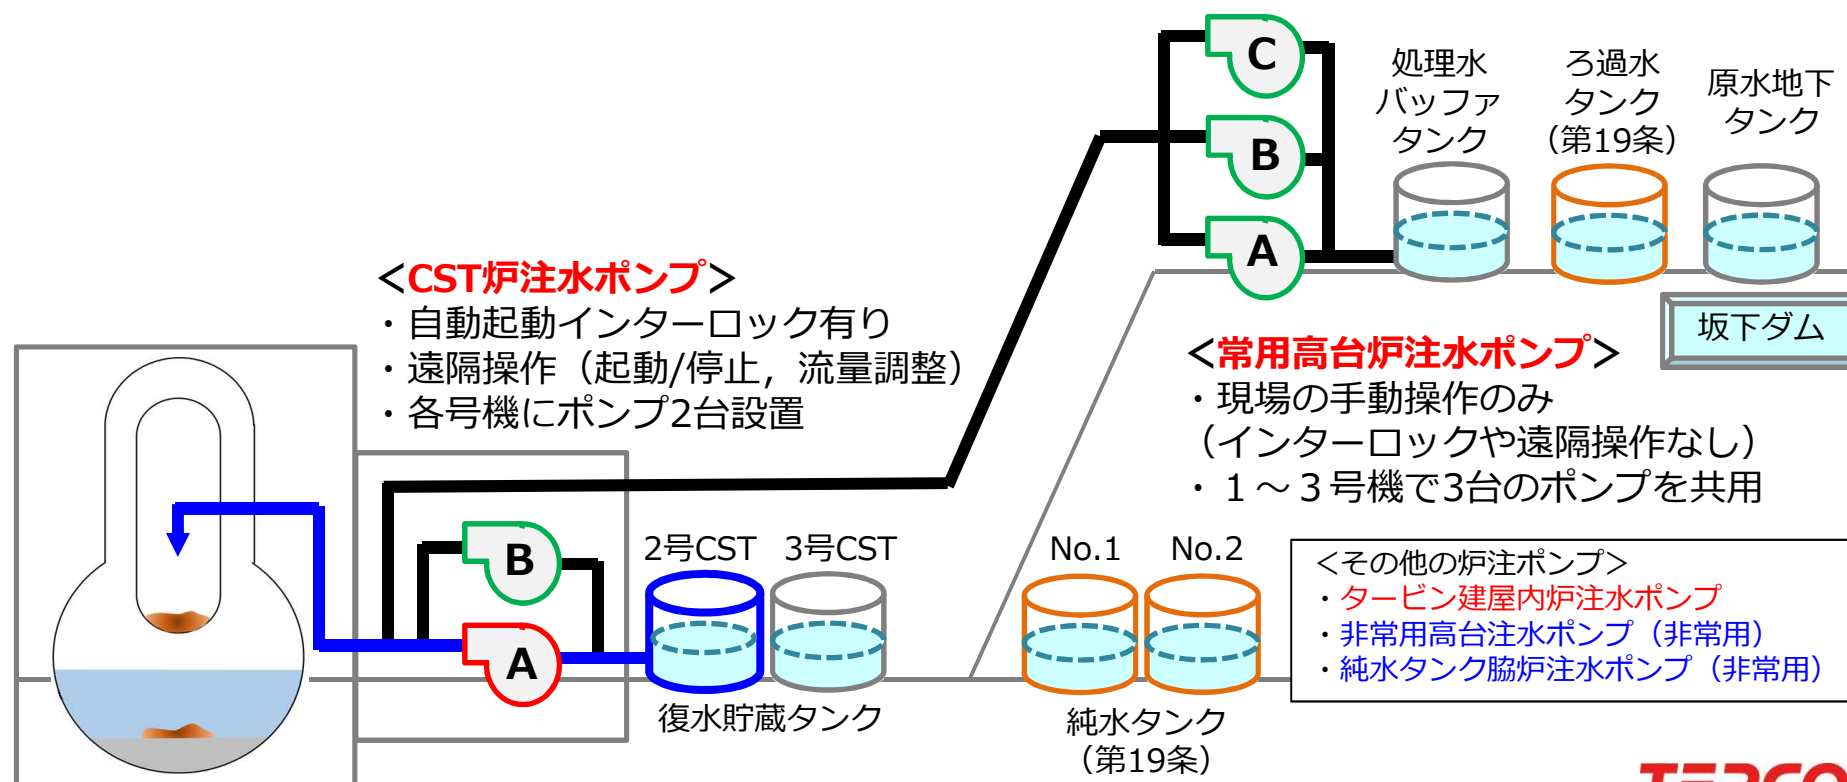 C
B
A
処理水
バッファ
タンク
ろ過水
タンク
（第19条）
原水地下
タンク
坂下ダム
＜CST炉注水ポンプ＞
・自動起動インターロック有り
・遠隔操作（起動/停止，流量調整）
・各号機にポンプ2台設置
＜常用高台炉注水ポンプ＞
・現場の手動操作のみ
（インターロックや遠隔操作なし）
・１～３号機で3台のポンプを共用
B
A
2号CST
3号CST
復水貯蔵タンク
No.1
No.2
純水タンク
（第19条）
＜その他の炉注ポンプ＞
・タービン建屋内炉注水ポンプ
・非常用高台注水ポンプ（非常用）
・純水タンク脇炉注水ポンプ（非常用）
TEPCO